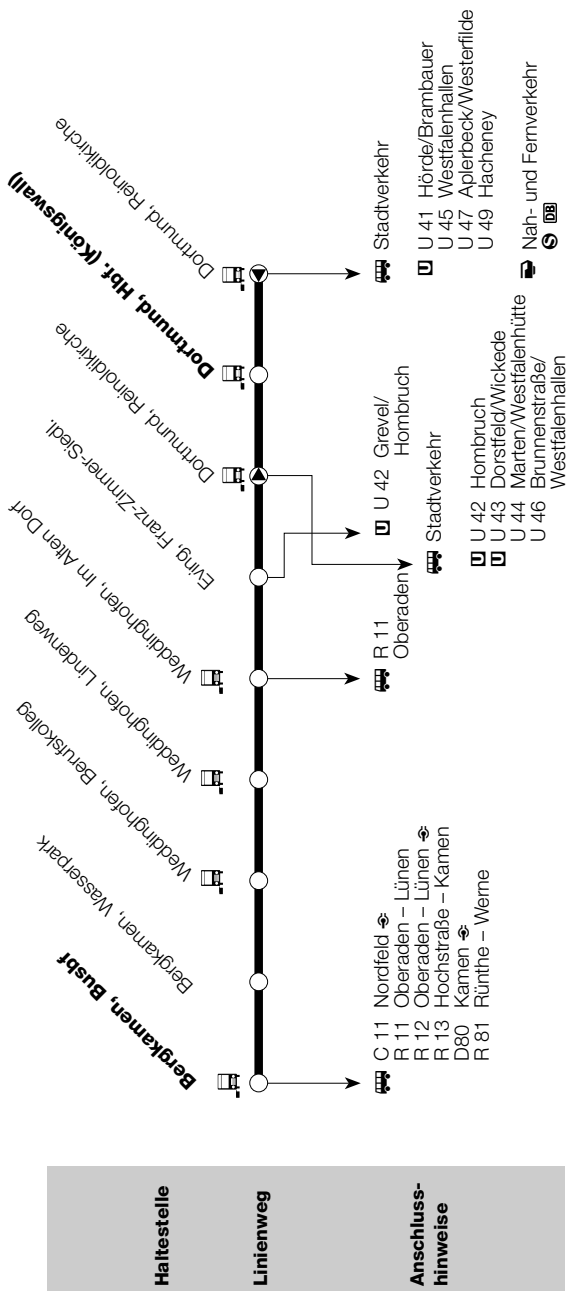 Haltestelle
Bergkamen, Busbf
Bergkamen, Wasserpark
Weddinghofen, Berufskolleg
Weddinghofen, Lindenweg
Weddinghofen, Im Alten Dorf
Eving, Franz-Zimmer-Siedl.
Dortmund, Reinoldikirche
Dortmund, Hbf. (Königswall)
Dortmund, Reinoldikirche
Linienweg
Anschluss-
hinweise
C 11 Nordfeld
R 11 Oberaden – Lünen
R 12 Oberaden – Lünen
R 13 Hochstraße – Kamen
D80 Kamen
R 81 Rünthe – Werne
R 11
Oberaden
U U 42 Grevel/
Hombruch
Stadtverkehr
U U 42 Hombruch
U U 43 Dorstfeld/Wickede
U 44 Marten/Westfalenhütte
U 46 Brunnenstraße/
Westfalenhallen
Stadtverkehr
U U 41 Hörde/Brambauer
U 45 Westfalenhallen
U 47 Aplerbeck/Westerfilde
U 49 Hacheney
Nah- und Fernverkehr
S DB